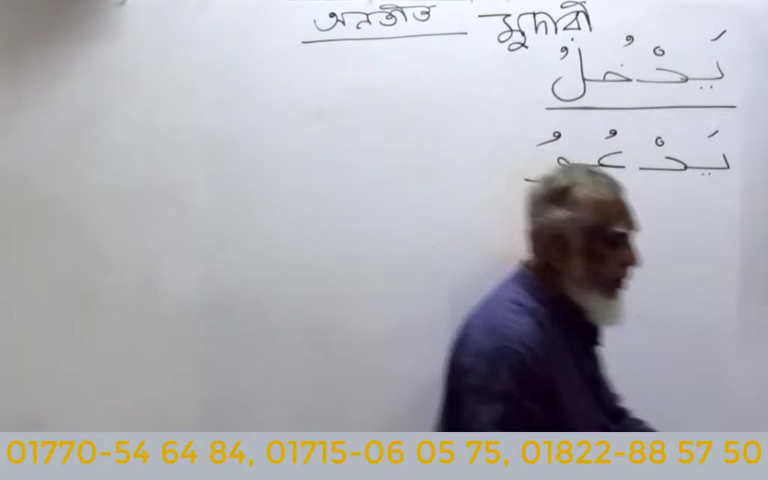 অনতীত মুদারী
يَدْخُلُ
يَدْعُوُ
01770-54 64 84, 01715-06 05 75, 01822-88 57 50